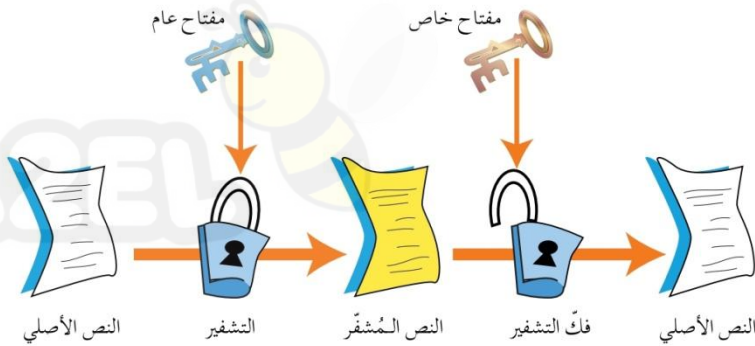 مفتاح عام
مفتاح خاص
النص الأصلي
التشفير
النص المُشفّر
فكّ التشفير
النص الأصلي